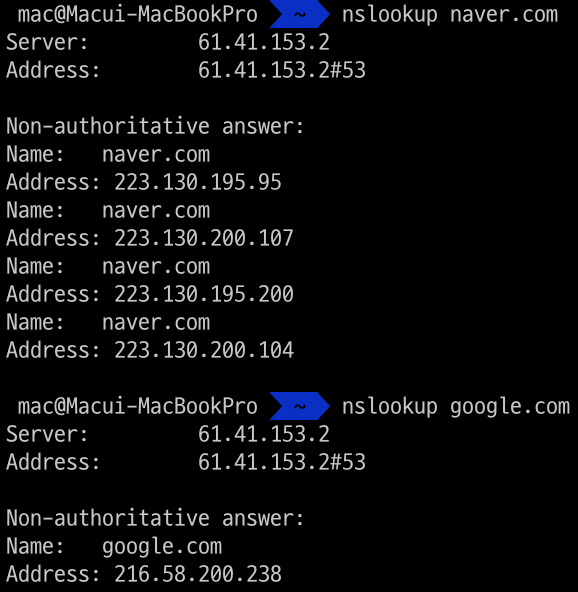 mac@Macui-MacBookPro ~ nslookup naver.com
Server: 61.41.153.2
Address: 61.41.153.2#53
Non-authoritative answer:
Name: naver.com
Address: 223.130.195.95
Name: naver.com
Address: 223.130.200.107
Name: naver.com
Address: 223.130.195.200
Name: naver.com
Address: 223.130.200.104
mac@Macui-MacBookPro ~ nslookup google.com
Server: 61.41.153.2
Address: 61.41.153.2#53
Non-authoritative answer:
Name: google.com
Address: 216.58.200.238